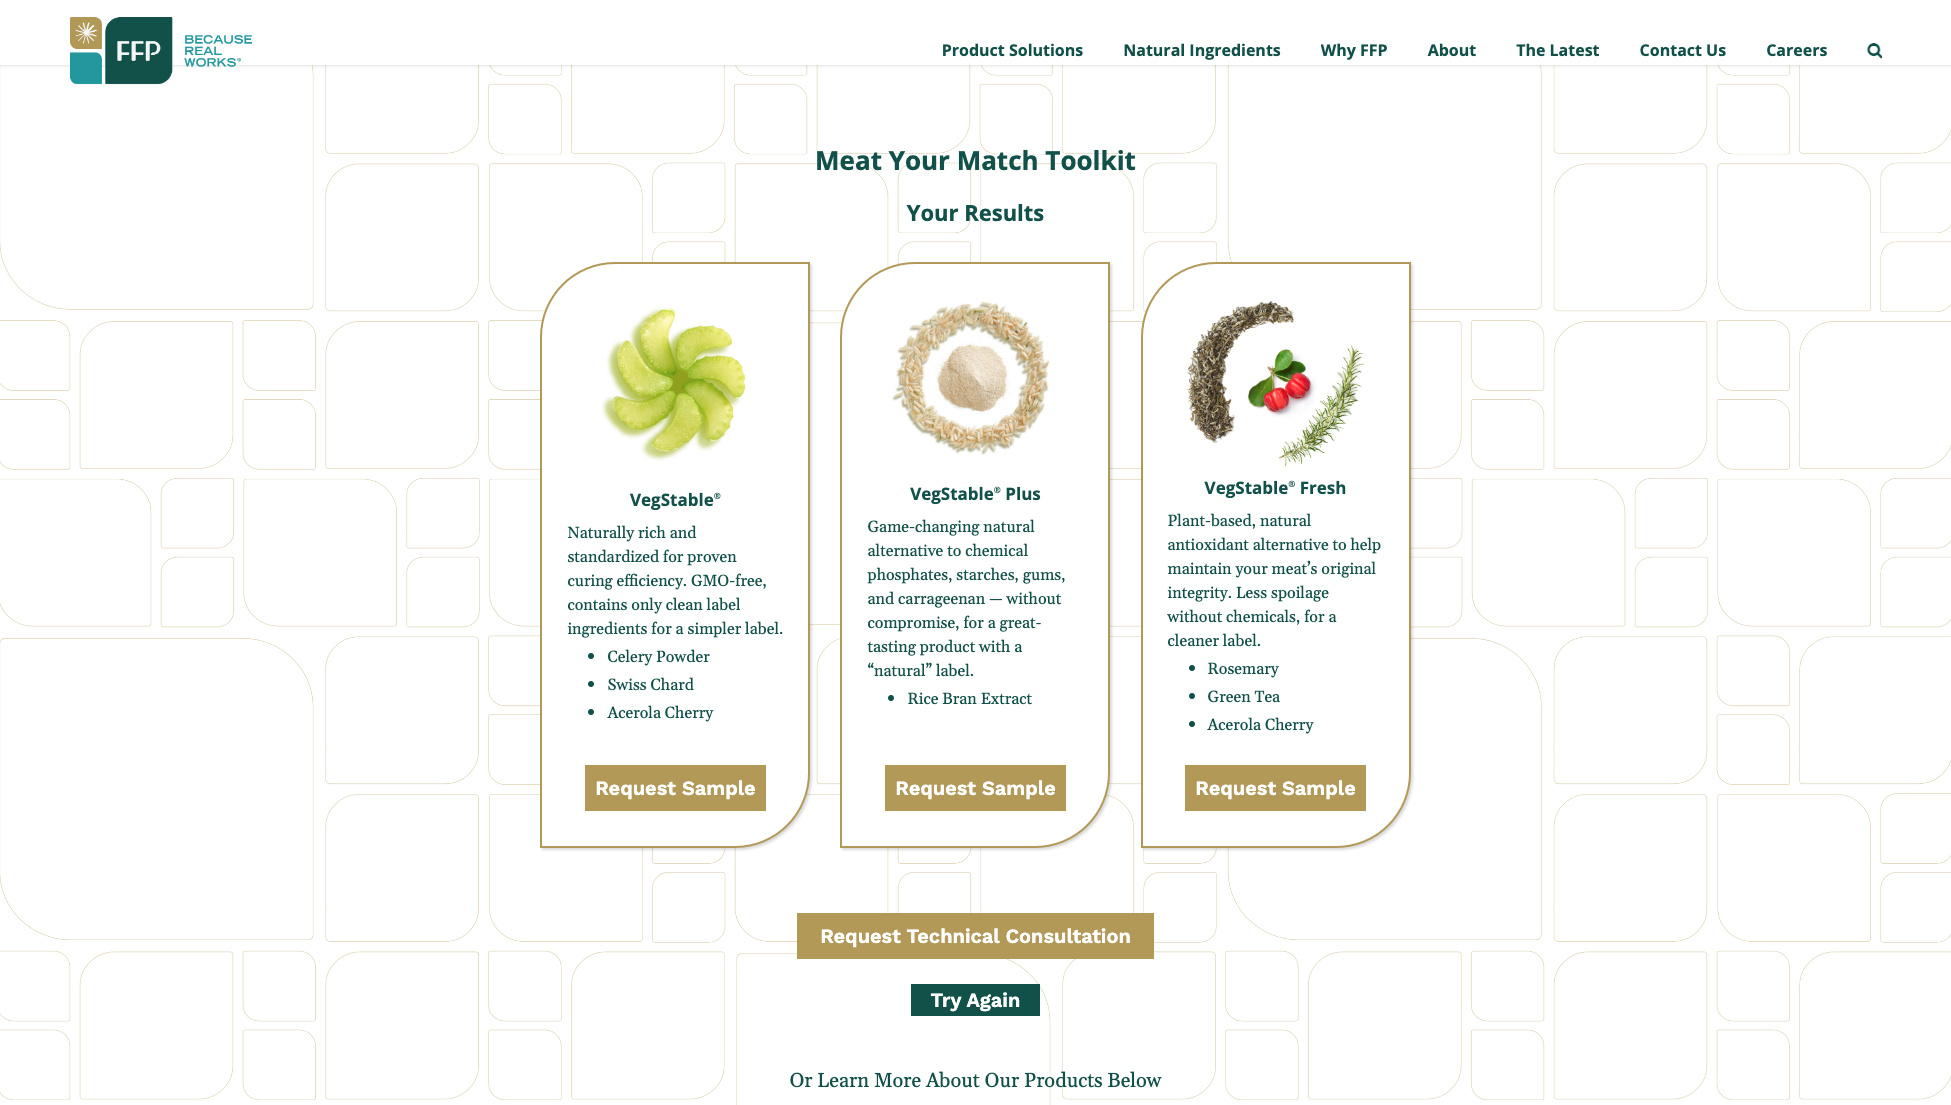 FFP
BECAUSE
REAL
WORKS®
Product Solutions
Natural Ingredients
Why FFP
About
The Latest
Contact Us
Careers
Meat Your Match Toolkit
Your Results
VegStable®
Naturally rich and
standardized for proven
curing efficiency. GMO-free,
contains only clean label
ingredients for a simpler label.
• Celery Powder
• Swiss Chard
• Acerola Cherry
Request Sample
VegStable® Plus
Game-changing natural
alternative to chemical
phosphates, starches, gums,
and carrageenan — without
compromise, for a great-
tasting product with a
“natural” label.
• Rice Bran Extract
Request Sample
VegStable® Fresh
Plant-based, natural
antioxidant alternative to help
maintain your meat’s original
integrity. Less spoilage
without chemicals, for a
cleaner label.
• Rosemary
• Green Tea
• Acerola Cherry
Request Sample
Request Technical Consultation
Try Again
Or Learn More About Our Products Below